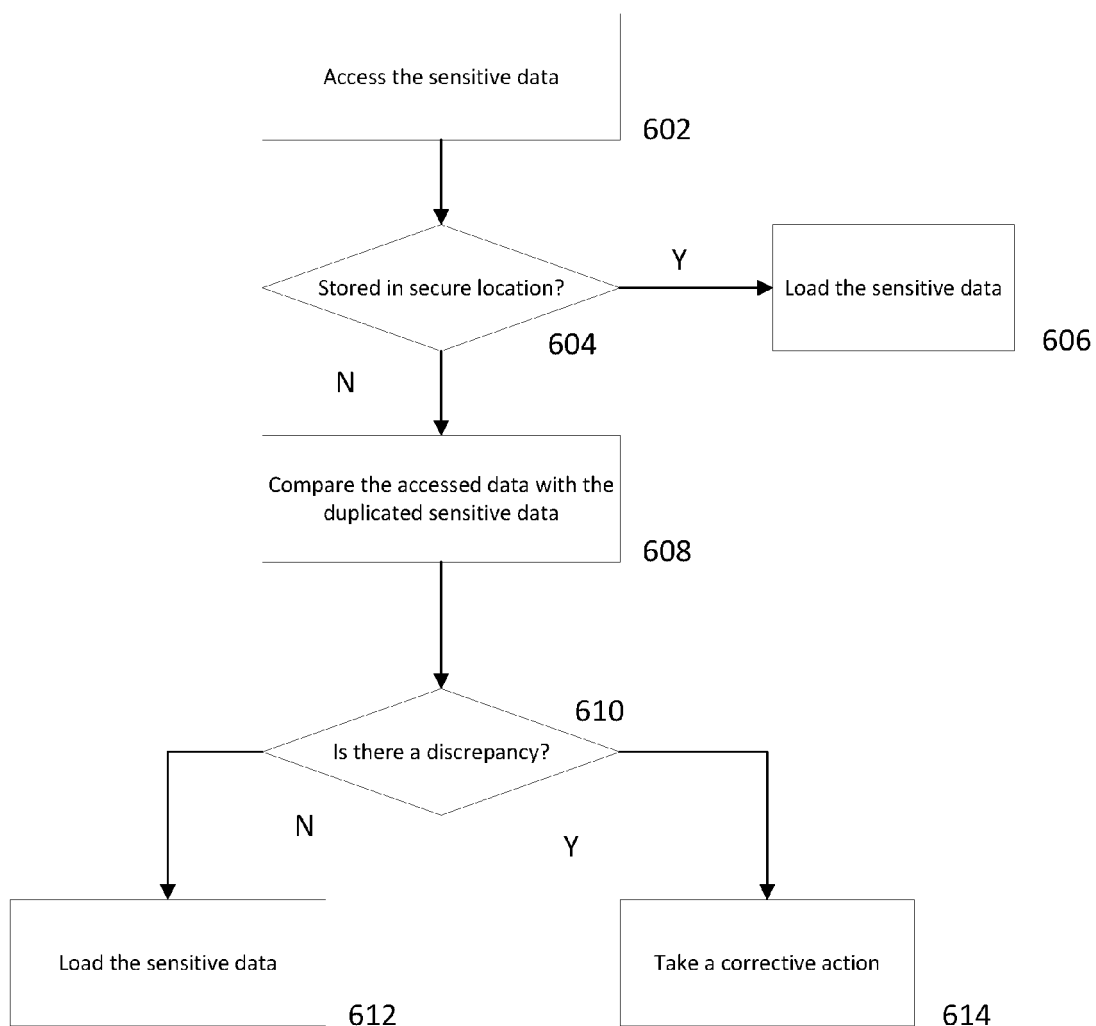 Access the sensitive data
602
Stored in secure location?
604
Y
Load the sensitive data
606
N
Compare the accessed data with the
duplicated sensitive data
608
610
Is there a discrepancy?
N
Y
Load the sensitive data
612
Take a corrective action
614